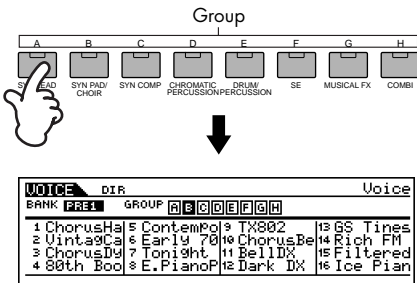 Group
A B C D E F G H
SYN PAD/ CHOIR
SYN COMP
CHROMATIC PERCUSSION
DRUM/ PERCUSSION
SE
MUSICAL FX
COMBI
VOICE DIR Voice
BANK PRE1 GROUP A B C D E F G H
1 ChorusHa 5 Contempo 9 TX802 13 GS Tines
2 VintagCa 6 Early 70 10 ChorusBe 14 Rich FM
3 ChorusDy 7 Tonight 11 BellDX 15 Filtered
4 80th Boo 8 E.PianoP 12 Dark DX 16 Ice Pian